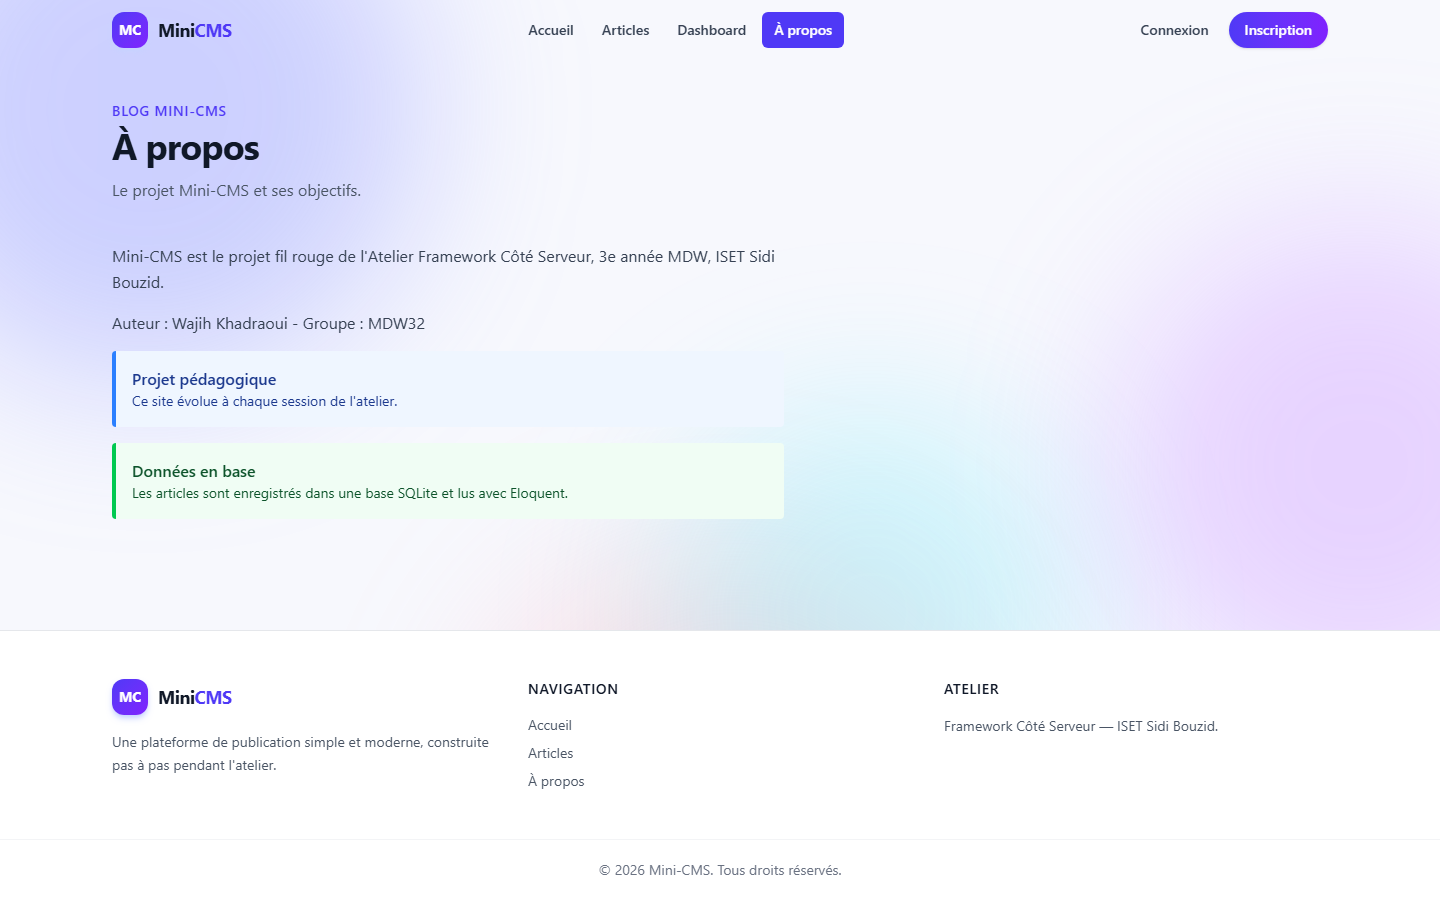 MC MiniCMS Accueil Articles Dashboard À propos Connexion Inscription
BLOG MINI-CMS
À propos
Le projet Mini-CMS et ses objectifs.
Mini-CMS est le projet fil rouge de l'Atelier Framework Côté Serveur, 3e année MDW, ISET Sidi
Bouzid.
Auteur : Wajih Khadraoui - Groupe : MDW32
Projet pédagogique
Ce site évolue à chaque session de l'atelier.
Données en base
Les articles sont enregistrés dans une base SQLite et lus avec Eloquent.
MC MiniCMS
Une plateforme de publication simple et moderne, construite
pas à pas pendant l'atelier.
NAVIGATION
Accueil
Articles
À propos
ATELIER
Framework Côté Serveur — ISET Sidi Bouzid.
© 2026 Mini-CMS. Tous droits réservés.